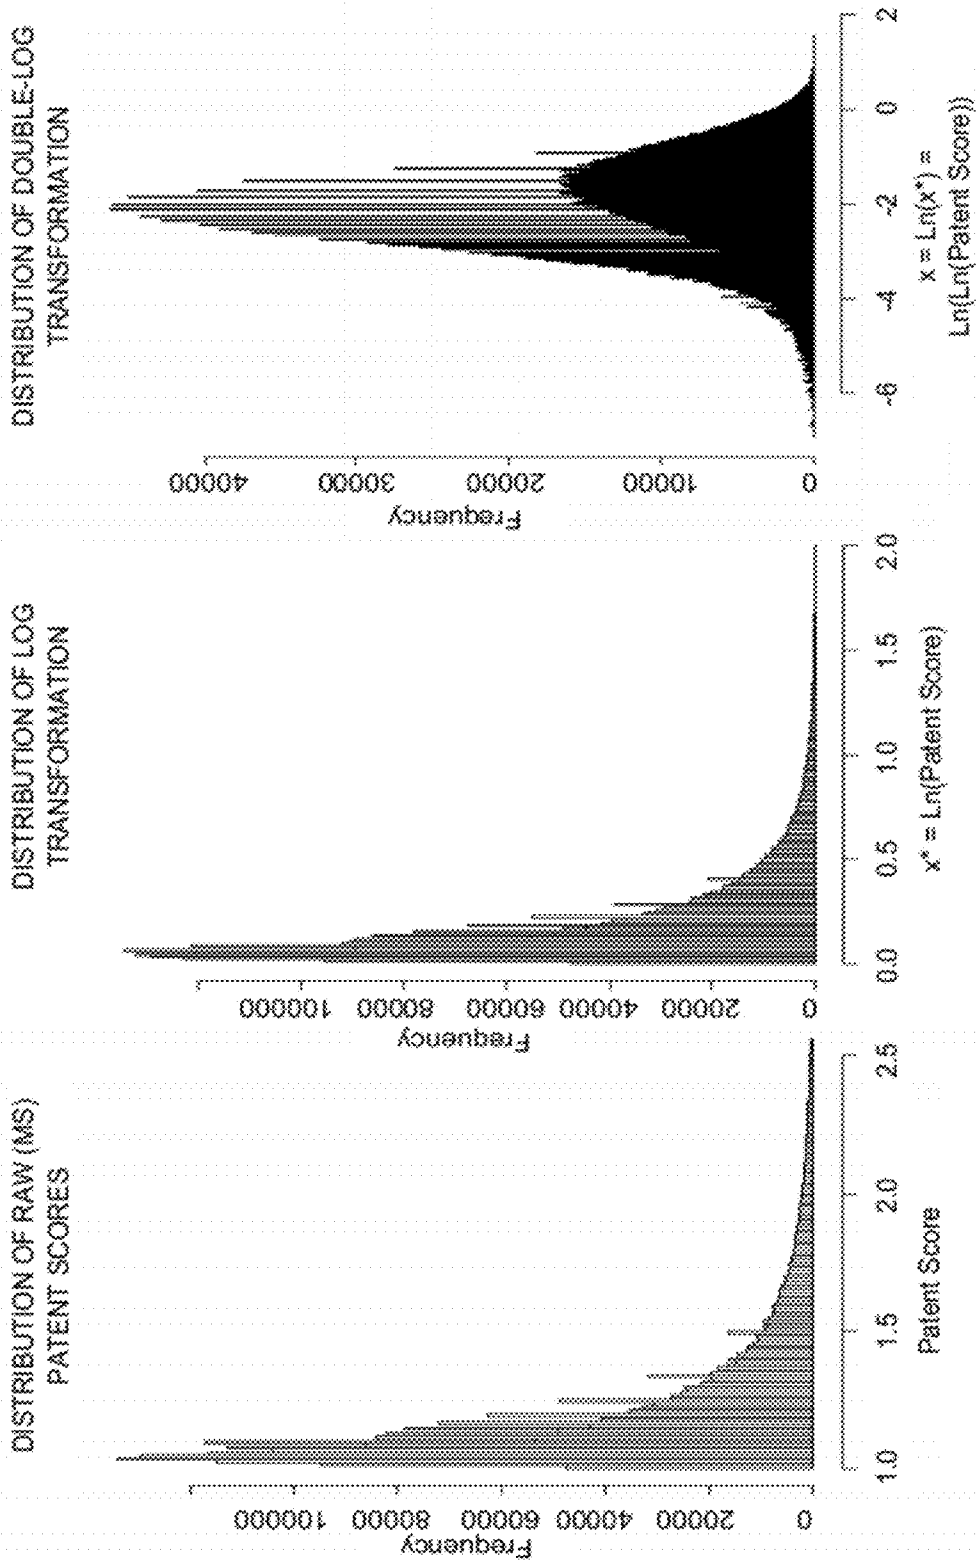 DISTRIBUTION OF RAW (MS)
PATENT SCORES
Frequency
100000
80000
60000
40000
20000
0
1.0
1.5
2.0
2.5
Patent Score
DISTRIBUTION OF LOG
TRANSFORMATION
Frequency
100000
80000
60000
40000
20000
0
0.0
0.5
1.0
1.5
2.0
x* = Ln(Patent Score)
DISTRIBUTION OF DOUBLE-LOG
TRANSFORMATION
Frequency
40000
30000
20000
10000
0
-6
-4
-2
0
2
x = Ln(x*) =
Ln(Ln(Patent Score))